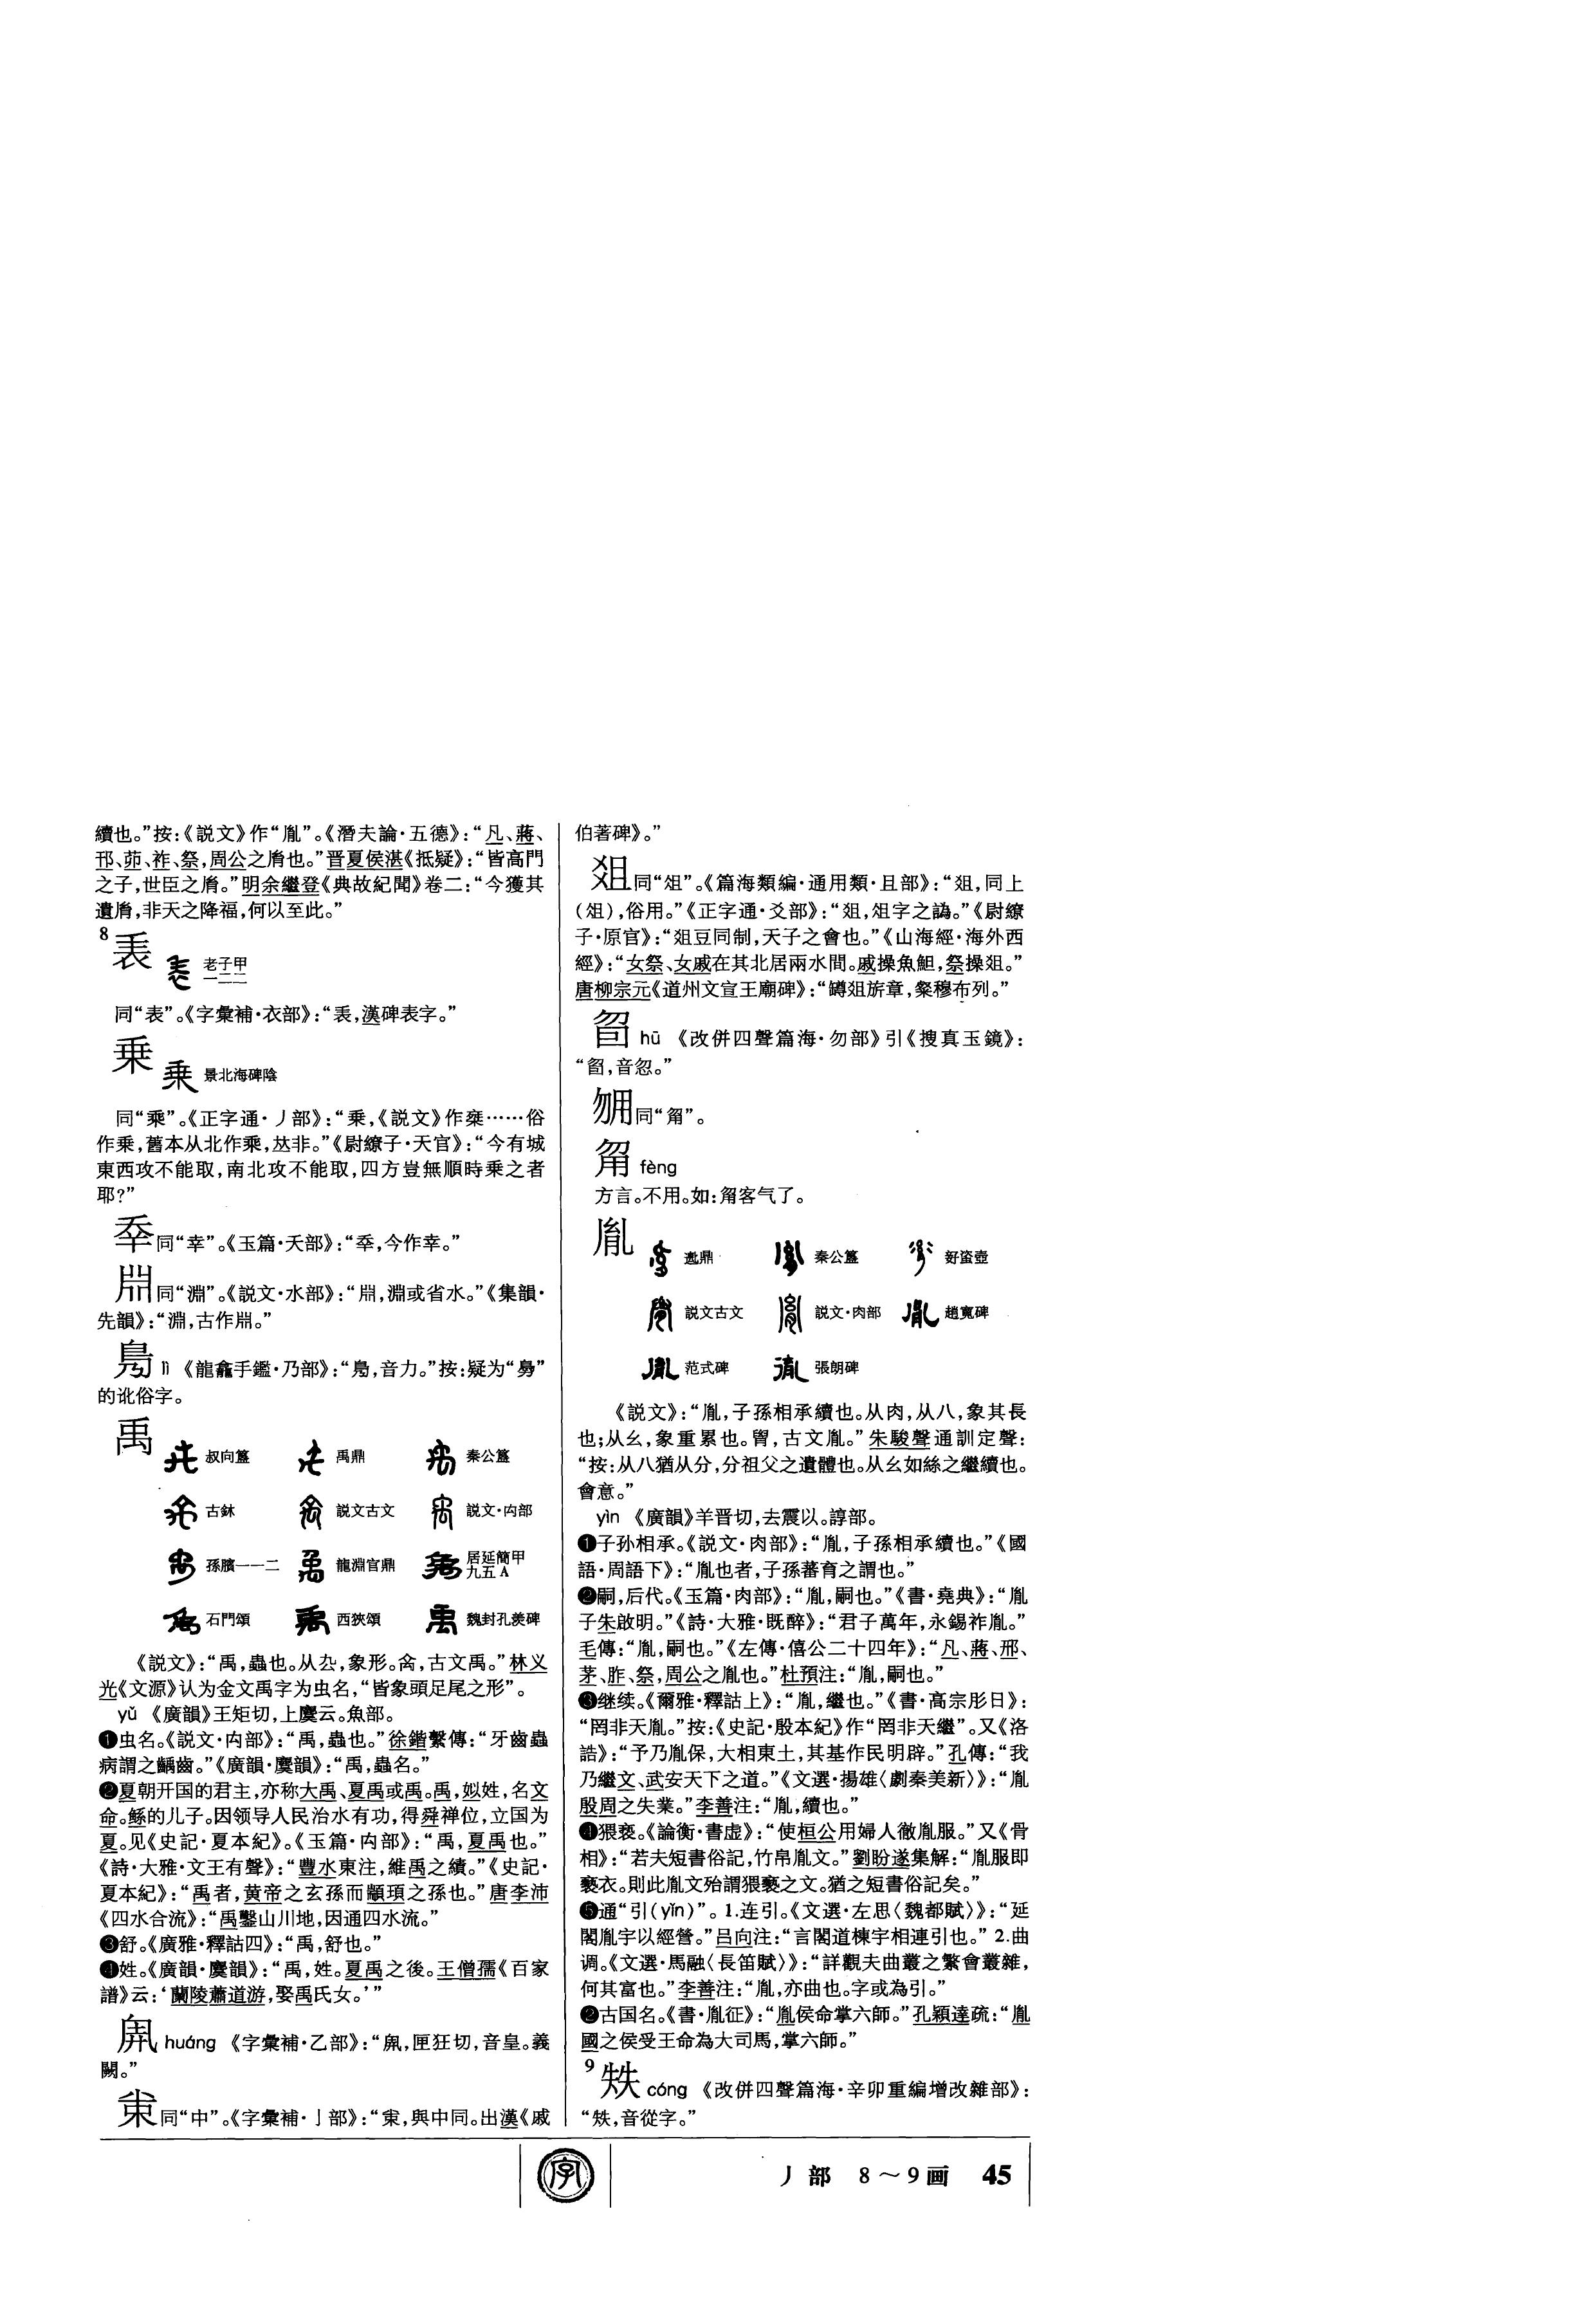 續也。”按:《説文》作“胤”。《潛夫論·五德》:“凡、蔣、
邘、茆、祚、祭,周公之㣧也。”晋夏侯湛《抵疑》:“皆高門
之子,世臣之㣧。”明余繼登《典故紀聞》卷二:“今獲其
遺㣧,非天之降福,何以至此。”
8
老子甲
一二二
同“表”。《字彙補·衣部》:“,漢碑表字。”
乗
景北海碑陰
同“乘”。《正字通·丿部》:“乗,《説文》作椉……俗
作乗,舊本从北作乘,𠀤非。”《尉繚子·天官》:“今有城
東西攻不能取,南北攻不能取,四方豈無順時乗之者
耶?”
㚔同“幸”。《玉篇·夭部》:“㚔,今作幸。”
𣶒同“淵”。《説文·水部》:“𣶒,淵或省水。”《集韻·
先韻》:“淵,古作𣶒。”
lì 《龍龕手鑑·乃部》:“,音力。”按:疑为“”
的讹俗字。
禹
叔向簋 禹鼎 秦公簋
古鉥 説文古文 説文·禸部
孫臏一一二 龍淵宫鼎 居延簡甲
九五A
石門頌 西狹頌 魏封孔羨碑
《説文》:“禹,蟲也。从厹,象形。,古文禹。”林义
光《文源》认为金文禹字为虫名,“皆象頭足尾之形”。
yǔ 《廣韻》王矩切,上麌云。魚部。
❶虫名。《説文·禸部》:“禹,蟲也。”徐鍇繫傳:“牙齒蟲
病謂之齲齒。”《廣韻·麌韻》:“禹,蟲名。”
❷夏朝开国的君主,亦称大禹、夏禹或禹。禹,姒姓,名文
命。鲧的儿子。因领导人民治水有功,得舜禅位,立国为
夏。见《史記·夏本紀》。《玉篇·禸部》:“禹,夏禹也。”
《詩·大雅·文王有聲》:“豐水東注,維禹之績。”《史記·
夏本紀》:“禹者,黄帝之玄孫而顓頊之孫也。”唐李沛
《四水合流》:“禹鑿山川地,因通四水流。”
❸舒。《廣雅·釋詁四》:“禹,舒也。”
❹姓。《廣韻·麌韻》:“禹,姓。夏禹之後。王僧孺《百家
譜》云:‘蘭陵蕭道游,娶禹氏女。’”
huáng 《字彙補·乙部》:“,匣狂切,音皇。義
闕。”
同“中”。《字彙補·亅部》:“,與中同。出漢《戚
伯著碑》。”
爼同“俎”。《篇海類編·通用類·且部》:“爼,同上
(俎),俗用。”《正字通·爻部》:“爼,俎字之譌。”《尉繚
子·原官》:“爼豆同制,天子之會也。”《山海經·海外西
經》:“女祭、女戚在其北居兩水間。戚操魚䱇,祭操爼。”
唐柳宗元《道州文宣王廟碑》:“罇爼旂章,粲穆布列。”
hū 《改併四聲篇海·勿部》引《搜真玉鏡》:
“,音忽。”
同“甮”。
甮 fèng
方言。不用。如:甮客气了。
胤
鼎 秦公簋 𧊒壺
説文古文 説文·肉部 趙寬碑
范式碑 張朗碑
《説文》:“胤,子孫相承續也。从肉,从八,象其長
也;从幺,象重累也。,古文胤。”朱駿聲通訓定聲:
“按:从八猶从分,分祖父之遺體也。从幺如絲之繼續也。
會意。”
yìn 《廣韻》羊晋切,去震以。諄部。
❶子孙相承。《説文·肉部》:“胤,子孫相承續也。”《國
語·周語下》:“胤也者,子孫蕃育之謂也。”
❷嗣,后代。《玉篇·肉部》:“胤,嗣也。”《書·堯典》:“胤
子朱啟明。”《詩·大雅·既醉》:“君子萬年,永錫祚胤。”
毛傳:“胤,嗣也。”《左傳·僖公二十四年》:“凡、蔣、邢、
茅、胙、祭,周公之胤也。”杜預注:“胤,嗣也。”
❸继续。《爾雅·釋詁上》:“胤,繼也。”《書·高宗肜日》:
“罔非天胤。”按:《史記·殷本紀》作“罔非天繼”。又《洛
誥》:“予乃胤保,大相東土,其基作民明辟。”孔傳:“我
乃繼文、武安天下之道。”《文選·揚雄〈劇秦美新〉》:“胤
殷周之失業。”李善注:“胤,續也。”
❹猥亵。《論衡·書虚》:“使桓公用婦人徹胤服。”又《骨
相》:“若夫短書俗記,竹帛胤文。”劉盼遂集解:“胤服即
褻衣。則此胤文殆謂猥褻之文。猶之短書俗記矣。”
❺通“引(yǐn)”。1.连引。《文選·左思〈魏都賦〉》:“延
閣胤宇以經營。”吕向注:“言閣道棟宇相連引也。” 2.曲
调。《文選·馬融〈長笛賦〉》:“詳觀夫曲胤之繁會叢雜,
何其富也。”李善注:“胤,亦曲也。字或為引。”
❷古国名。《書·胤征》:“胤侯命掌六師。”孔穎達疏:“胤
國之侯受王命為大司馬,掌六師。”
9
cóng 《改併四聲篇海·辛卯重編增改雜部》:
“,音從字。”
字
丿部 8～9画 45